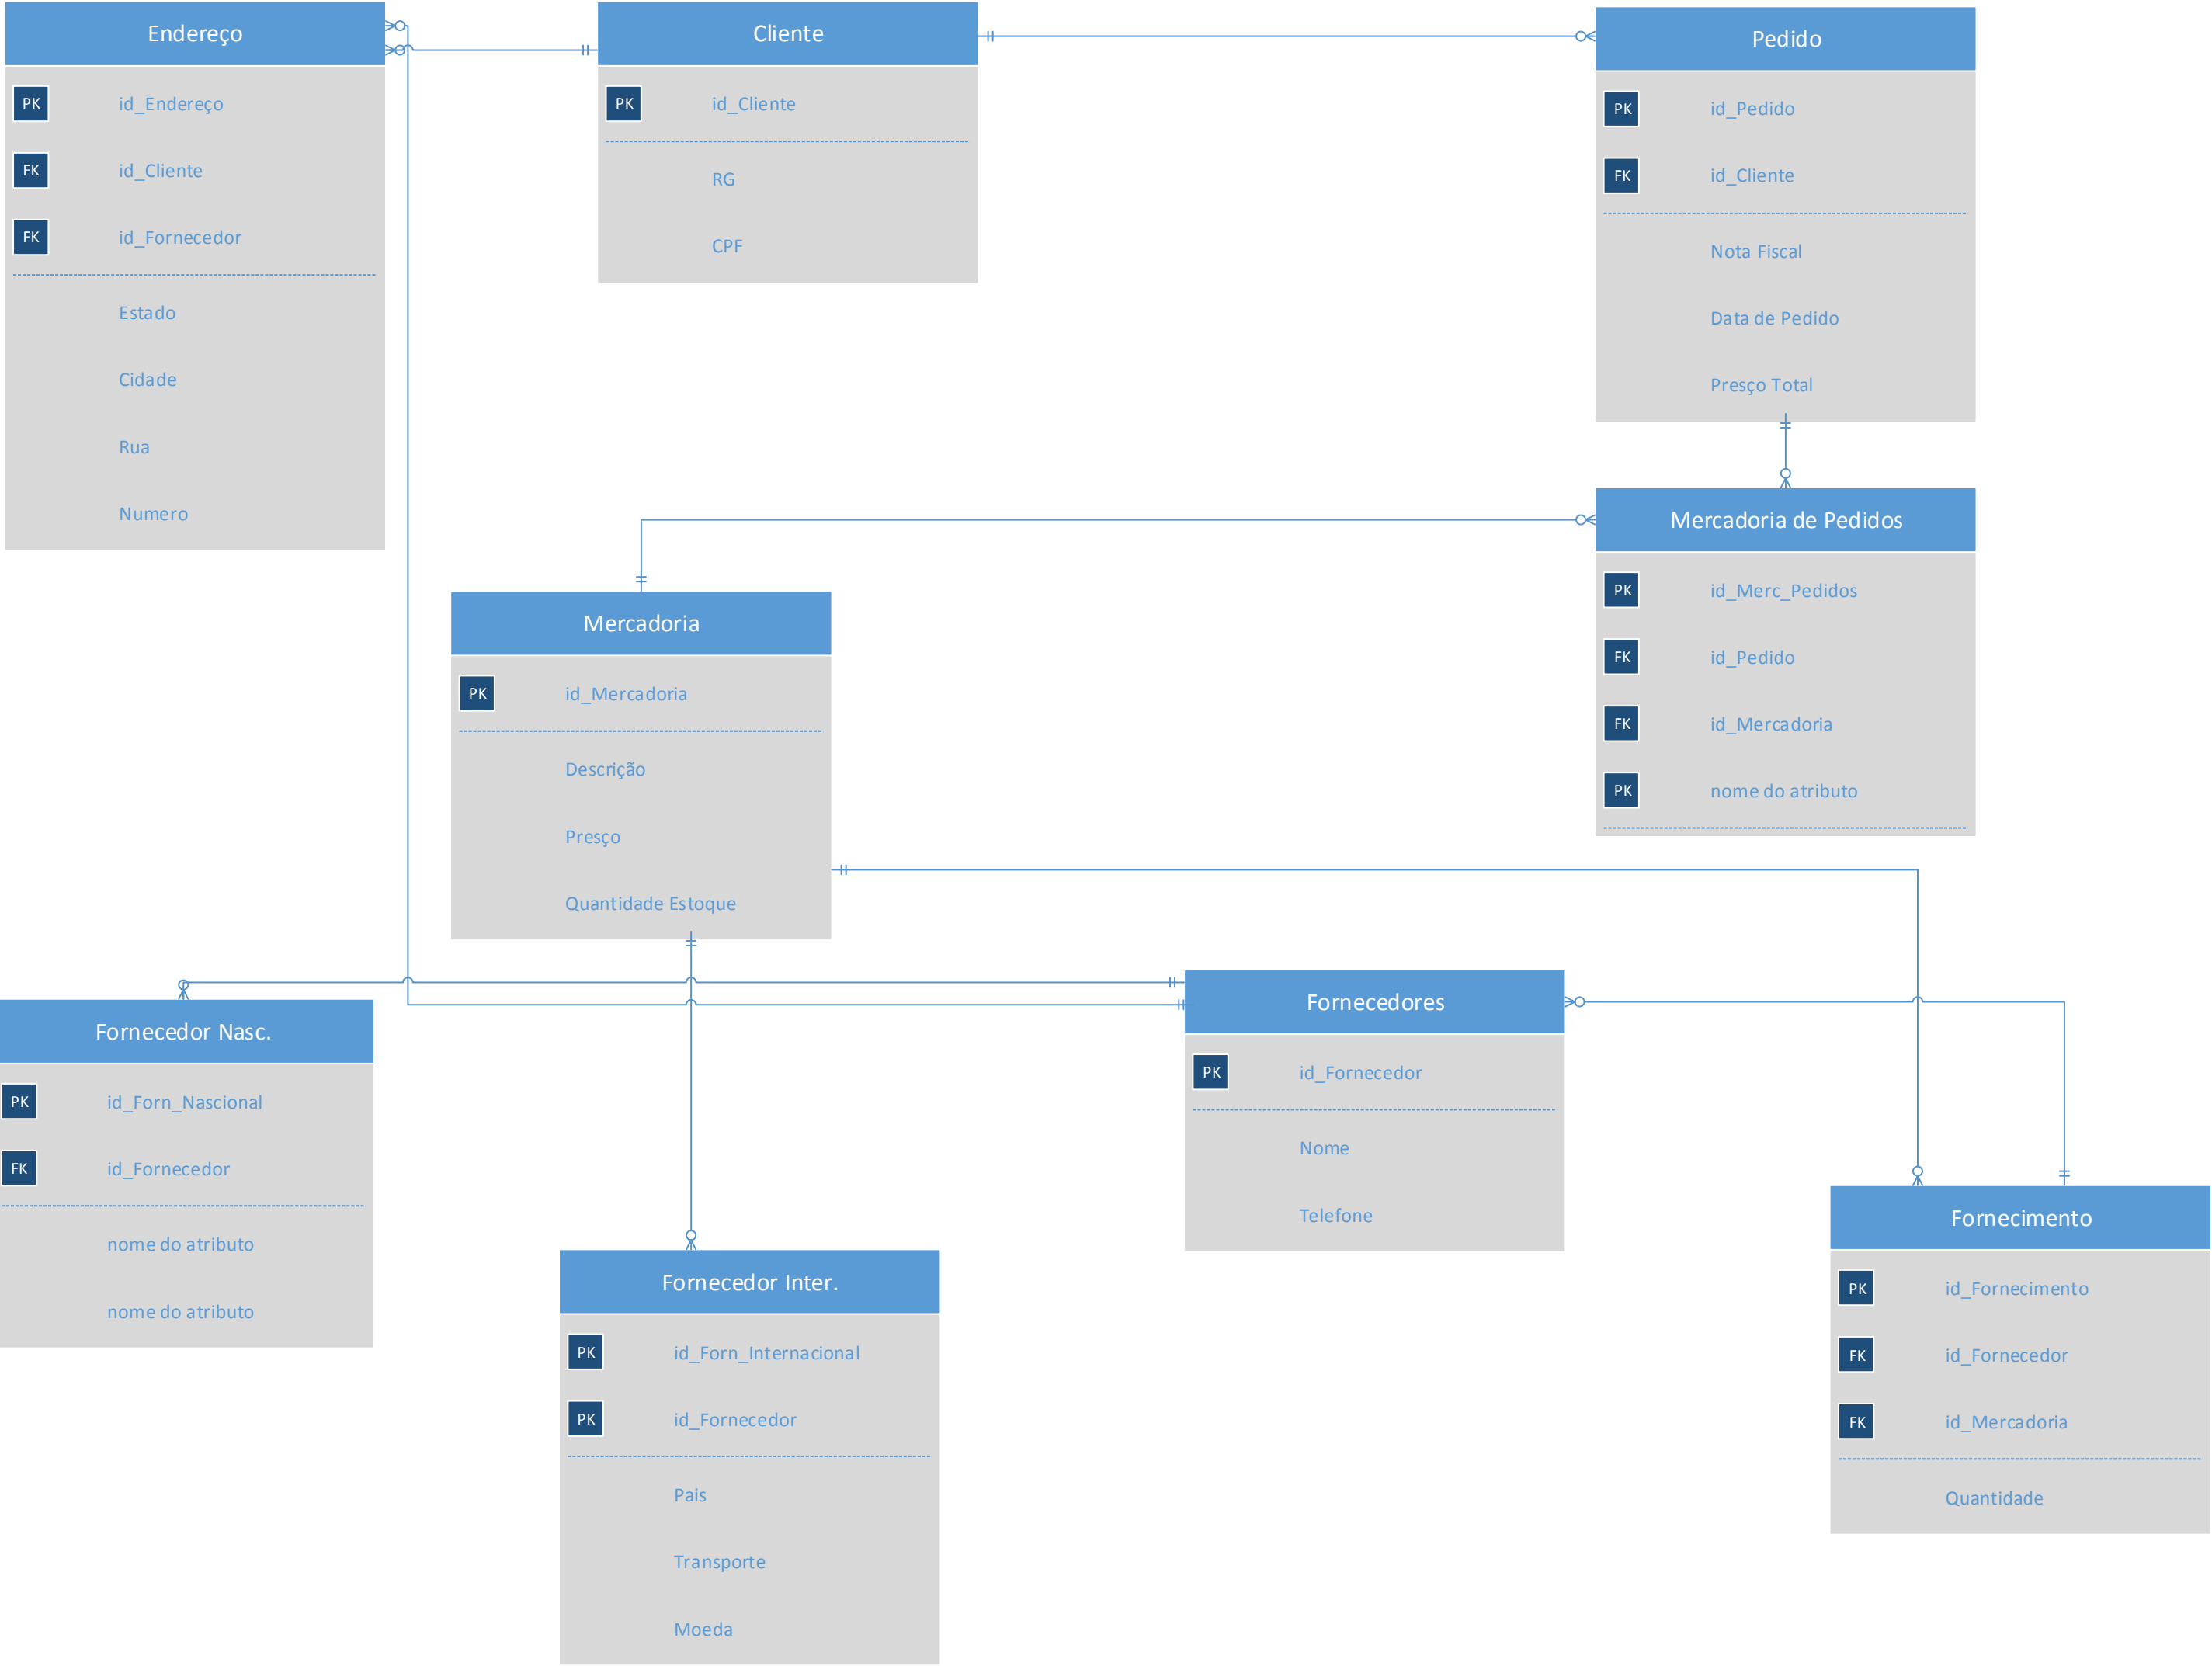 Endereço
PK id_Endereço
FK id_Cliente
FK id_Fornecedor
Estado
Cidade
Rua
Numero
Cliente
PK id_Cliente
RG
CPF
Pedido
PK id_Pedido
FK id_Cliente
Nota Fiscal
Data de Pedido
Presço Total
Mercadoria de Pedidos
PK id_Merc_Pedidos
FK id_Pedido
FK id_Mercadoria
PK nome do atributo
Mercadoria
PK id_Mercadoria
Descrição
Presço
Quantidade Estoque
Fornecedor Nasc.
PK id_Forn_Nascional
FK id_Fornecedor
nome do atributo
nome do atributo
Fornecedor Inter.
PK id_Forn_Internacional
PK id_Fornecedor
Pais
Transporte
Moeda
Fornecedores
PK id_Fornecedor
Nome
Telefone
Fornecimento
PK id_Fornecimento
FK id_Fornecedor
FK id_Mercadoria
Quantidade